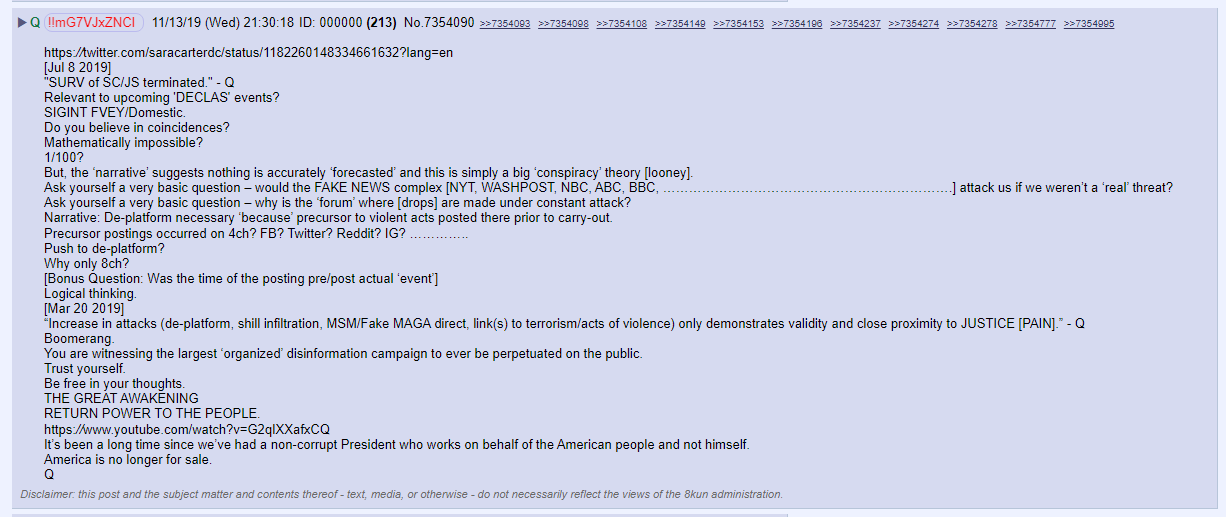 ▶ Q !!mG7VJxZNCI 11/13/19 (Wed) 21:30:18 ID: 000000 (213) No.7354090 >>7354093 >>7354098 >>7354108 >>7354149 >>7354153 >>7354196 >>7354237 >>7354274 >>7354278 >>7354777 >>7354995
https://twitter.com/saracarterdc/status/1182260148334661632?lang=en
[Jul 8 2019]
"SURV of SC/JS terminated." - Q
Relevant to upcoming 'DECLAS' events?
SIGINT FVEY/Domestic.
Do you believe in coincidences?
Mathematically impossible?
1/100?
But, the ‘narrative’ suggests nothing is accurately ‘forecasted’ and this is simply a big ‘conspiracy’ theory [looney].
Ask yourself a very basic question – would the FAKE NEWS complex [NYT, WASHPOST, NBC, ABC, BBC, ……………………………………………………………………] attack us if we weren’t a ‘real’ threat?
Ask yourself a very basic question – why is the ‘forum’ where [drops] are made under constant attack?
Narrative: De-platform necessary ‘because’ precursor to violent acts posted there prior to carry-out.
Precursor postings occurred on 4ch? FB? Twitter? Reddit? IG? …………..
Push to de-platform?
Why only 8ch?
[Bonus Question: Was the time of the posting pre/post actual ‘event’]
Logical thinking.
[Mar 20 2019]
“Increase in attacks (de-platform, shill infiltration, MSM/Fake MAGA direct, link(s) to terrorism/acts of violence) only demonstrates validity and close proximity to JUSTICE [PAIN].” - Q
Boomerang.
You are witnessing the largest ‘organized’ disinformation campaign to ever be perpetuated on the public.
Trust yourself.
Be free in your thoughts.
THE GREAT AWAKENING
RETURN POWER TO THE PEOPLE.
https://www.youtube.com/watch?v=G2qIXXafxCQ
It’s been a long time since we’ve had a non-corrupt President who works on behalf of the American people and not himself.
America is no longer for sale.
Q
Disclaimer: this post and the subject matter and contents thereof - text, media, or otherwise - do not necessarily reflect the views of the 8kun administration.